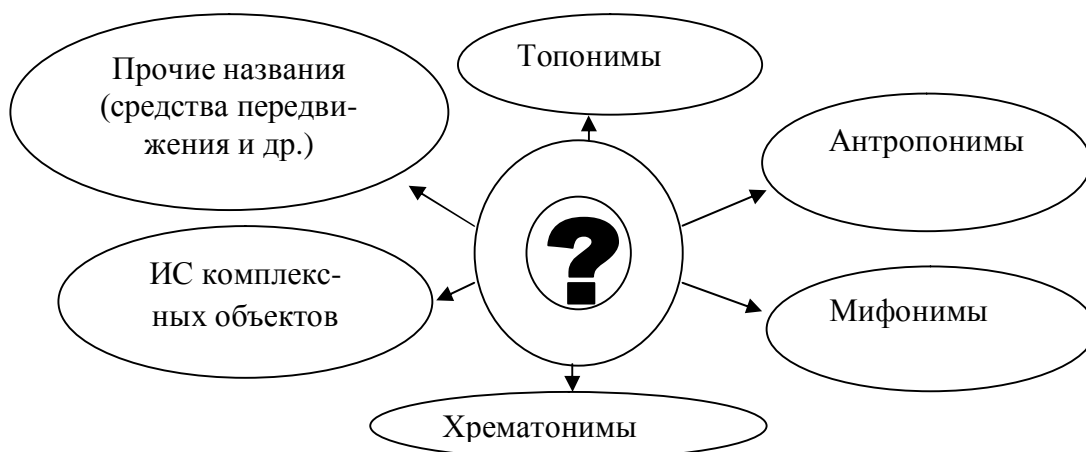 Топонимы
Прочие названия
(средства передви-
жения и др.)
Антропонимы
?
ИС комплекс-
ных объектов
Мифонимы
Хрематонимы